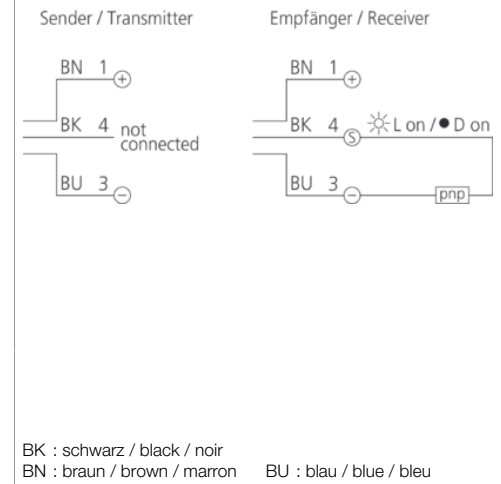 Sender / Transmitter
BN 1 +
BK 4 not connected
BU 3 −
Empfänger / Receiver
BN 1 +
BK 4 S L on / ● D on
BU 3 − pnp
BK : schwarz / black / noir
BN : braun / brown / marron BU : blau / blue / bleu